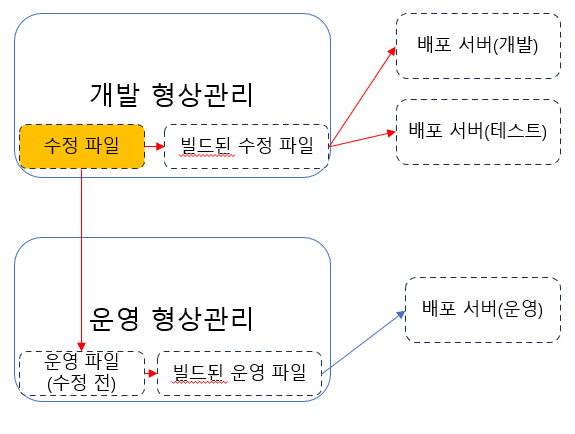 개발 형상관리
수정 파일
빌드된 수정 파일
배포 서버(개발)
배포 서버(테스트)
운영 형상관리
운영 파일
(수정 전)
빌드된 운영 파일
배포 서버(운영)